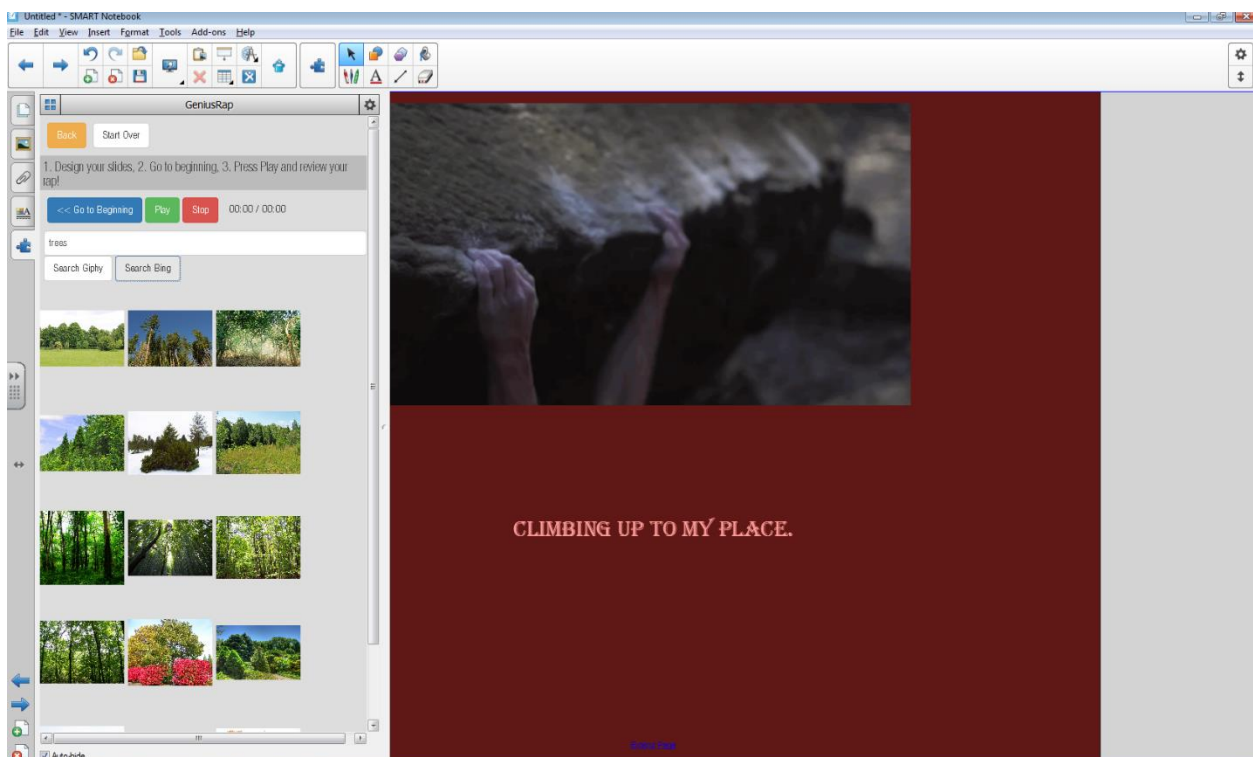 Untitled * - SMART Notebook
File Edit View Insert Format Tools Add-ons Help
GeniusRap
Back Start Over
1. Design your slides, 2. Go to beginning, 3. Press Play and review your
rap!
<< Go to Beginning Play Stop 00:00 / 00:00
trees
Search Giphy Search Bing
CLIMBING UP TO MY PLACE.
Extend Page
Auto-hide